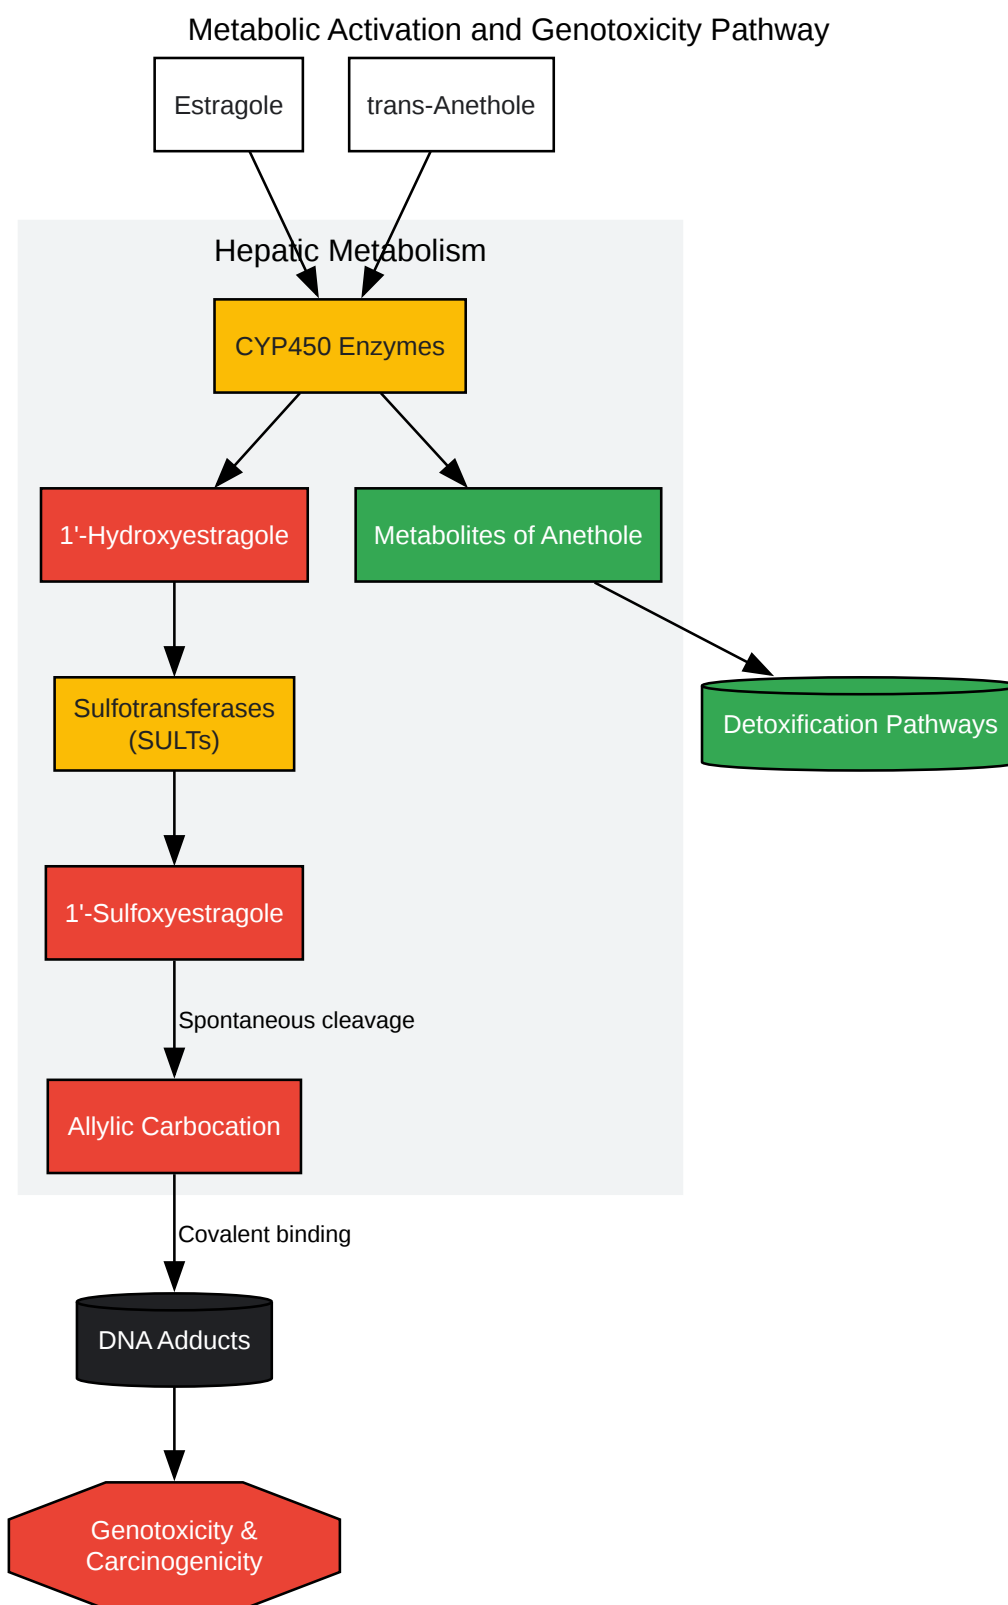 Metabolic Activation and Genotoxicity Pathway
Estragole
trans-Anethole
Hepatic Metabolism
CYP450 Enzymes
1'-Hydroxyestragole
Metabolites of Anethole
Sulfotransferases
(SULTs)
Detoxification Pathways
1'-Sulfoxyestragole
Spontaneous cleavage
Allylic Carbocation
Covalent binding
DNA Adducts
Genotoxicity &
Carcinogenicity